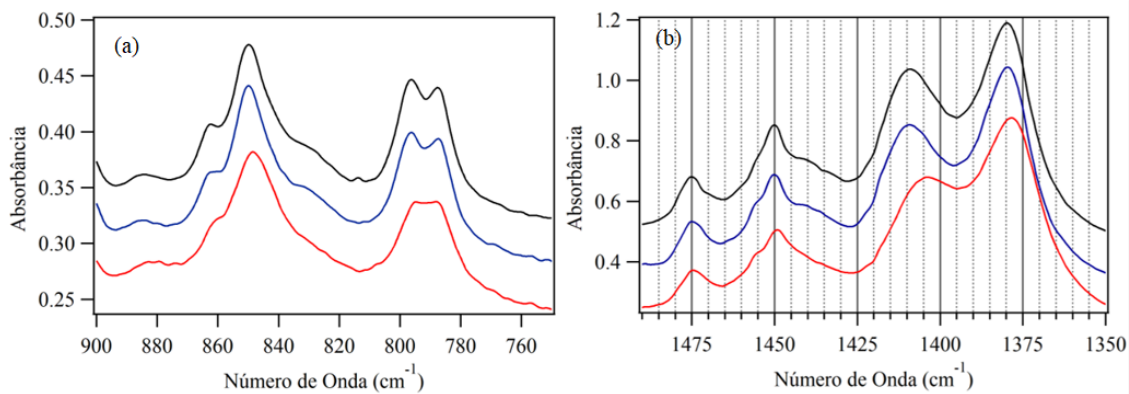 (a)
Absorbância
0.50
0.45
0.40
0.35
0.30
0.25
900 880 860 840 820 800 780 760
Número de Onda (cm⁻¹)
(b)
Absorbância
1.2
1.0
0.8
0.6
0.4
1475 1450 1425 1400 1375 1350
Número de Onda (cm⁻¹)